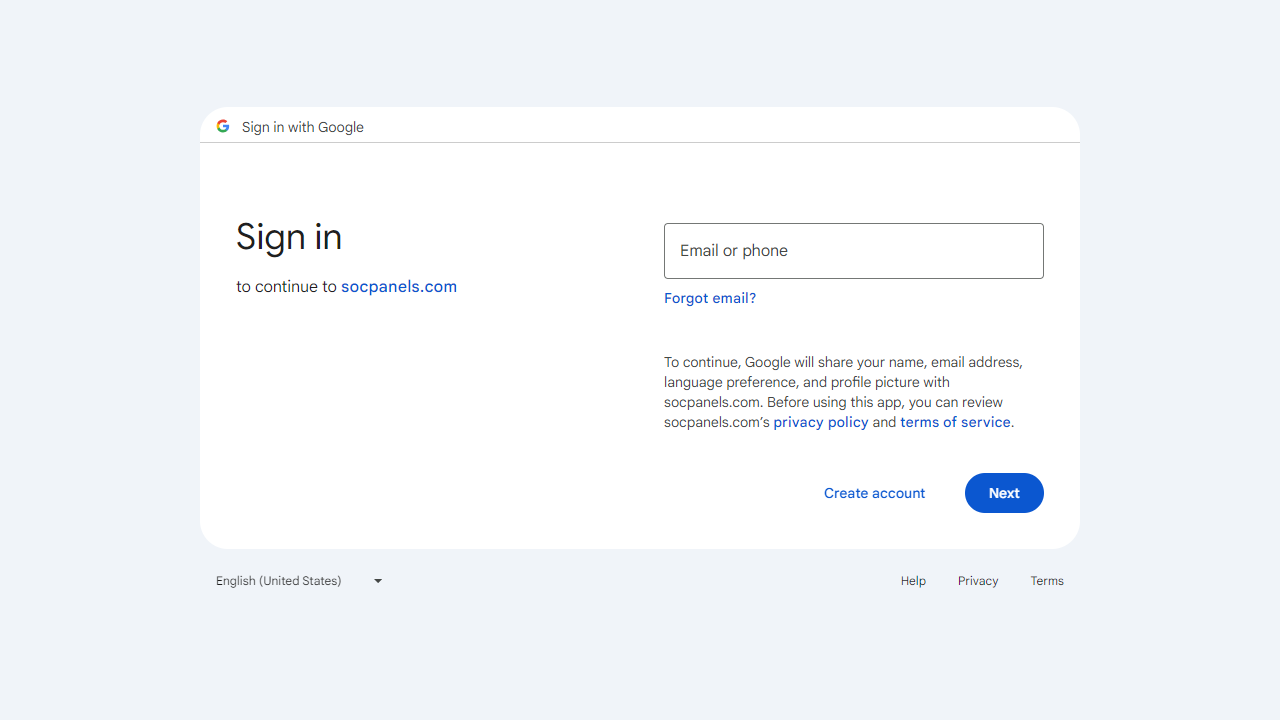 Sign in with Google
Sign in
to continue to socpanels.com
Email or phone
Forgot email?
To continue, Google will share your name, email address,
language preference, and profile picture with
socpanels.com. Before using this app, you can review
socpanels.com’s privacy policy and terms of service.
Create account
Next
English (United States)
Help
Privacy
Terms